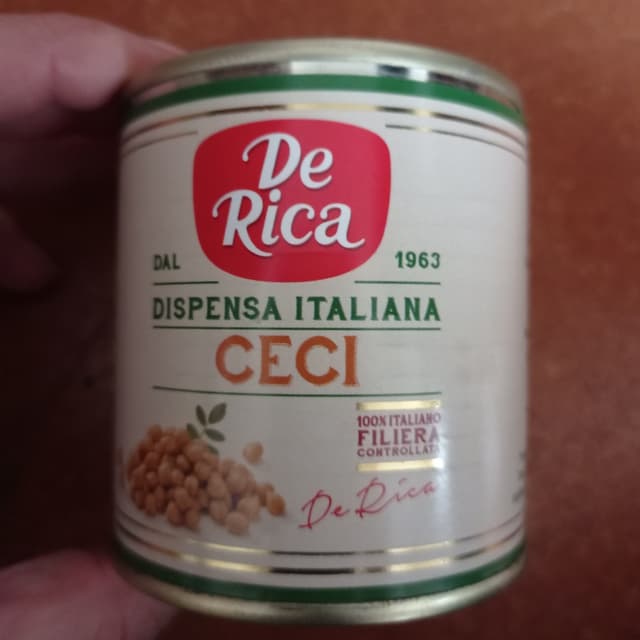 De
Rica
DAL 1963
DISPENSA ITALIANA
CECI
100% ITALIANO
FILIERA
CONTROLLATA
De Rica